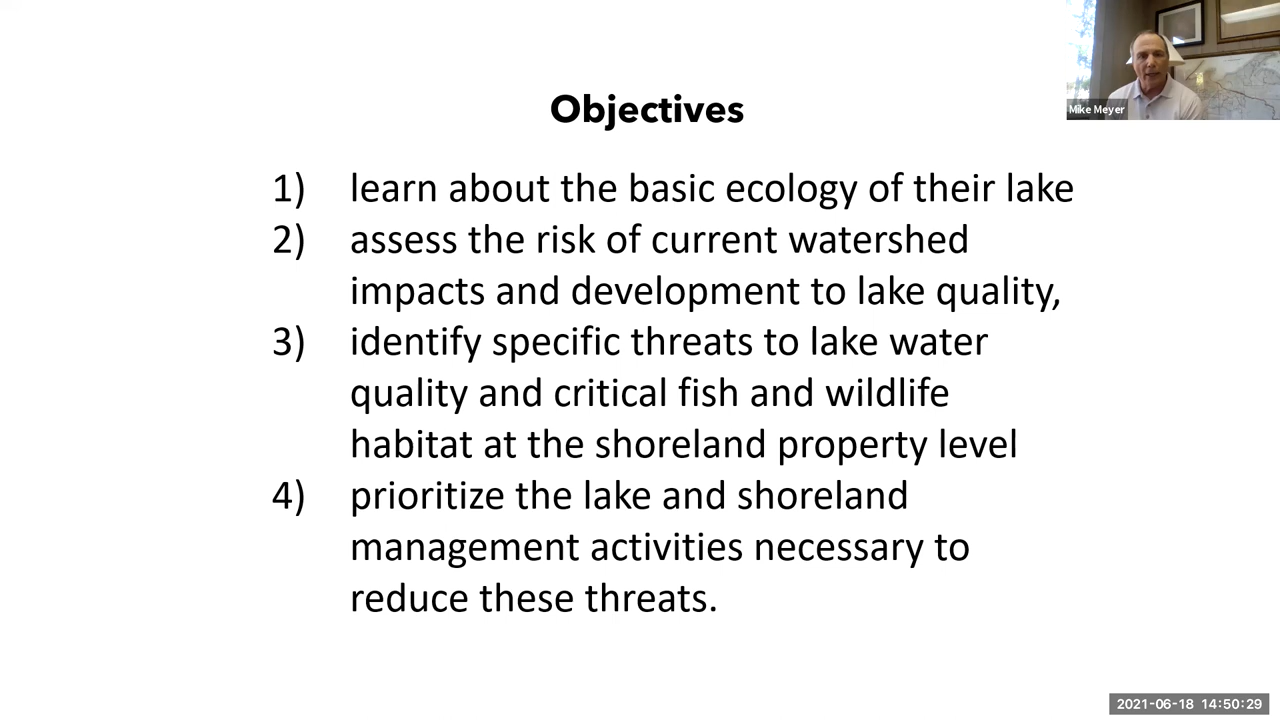 Objectives
1) learn about the basic ecology of their lake
2) assess the risk of current watershed
impacts and development to lake quality,
3) identify specific threats to lake water
quality and critical fish and wildlife
habitat at the shoreland property level
4) prioritize the lake and shoreland
management activities necessary to
reduce these threats.
Mike Meyer
2021-06-18 14:50:29